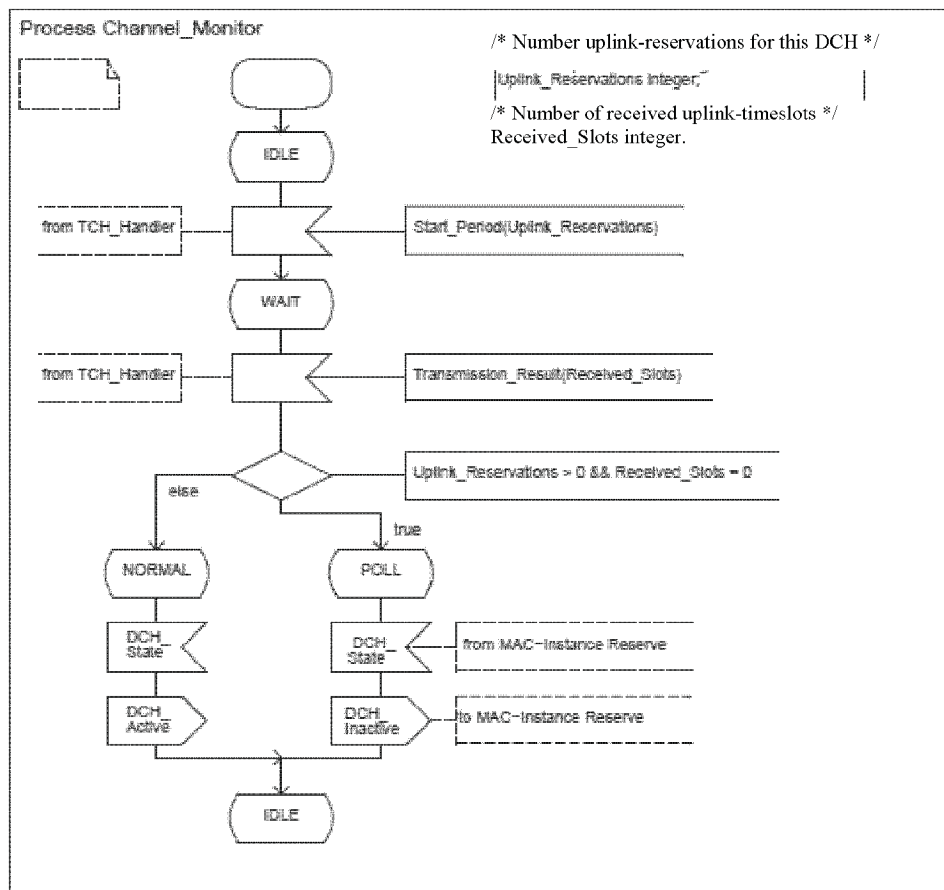 Process Channel_Monitor
/* Number uplink-reservations for this DCH */
Uplink_Reservations Integer;
/* Number of received uplink-timeslots */
Received_Slots integer.
IDLE
from TCH_Handler
Start_Period(Uplink_Reservations)
WAIT
from TCH_Handler
Transmission_Result(Received_Slots)
Uplink_Reservations > 0 && Received_Slots = 0
else
true
NORMAL
POLL
DCH_
State
DCH_
State
from MAC-Instance Reserve
DCH_
Active
DCH_
Inactive
to MAC-Instance Reserve
IDLE